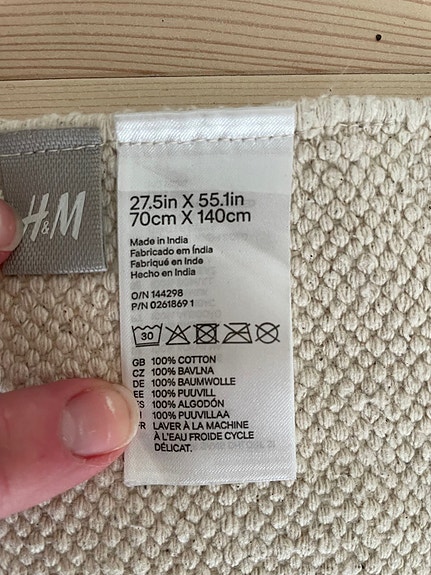 H&M
27.5in X 55.1in
70cm X 140cm
Made in India
Fabricado em Índia
Fabriqué en Inde
Hecho en India
O/N 144298
P/N 0261869 1
30
GB 100% COTTON
CZ 100% BAVLNA
DE 100% BAUMWOLLE
EE 100% PUUVILL
ES 100% ALGODÓN
100% PUUVILLAA
LAVER À LA MACHINE
À L'EAU FROIDE CYCLE
DÉLICAT.